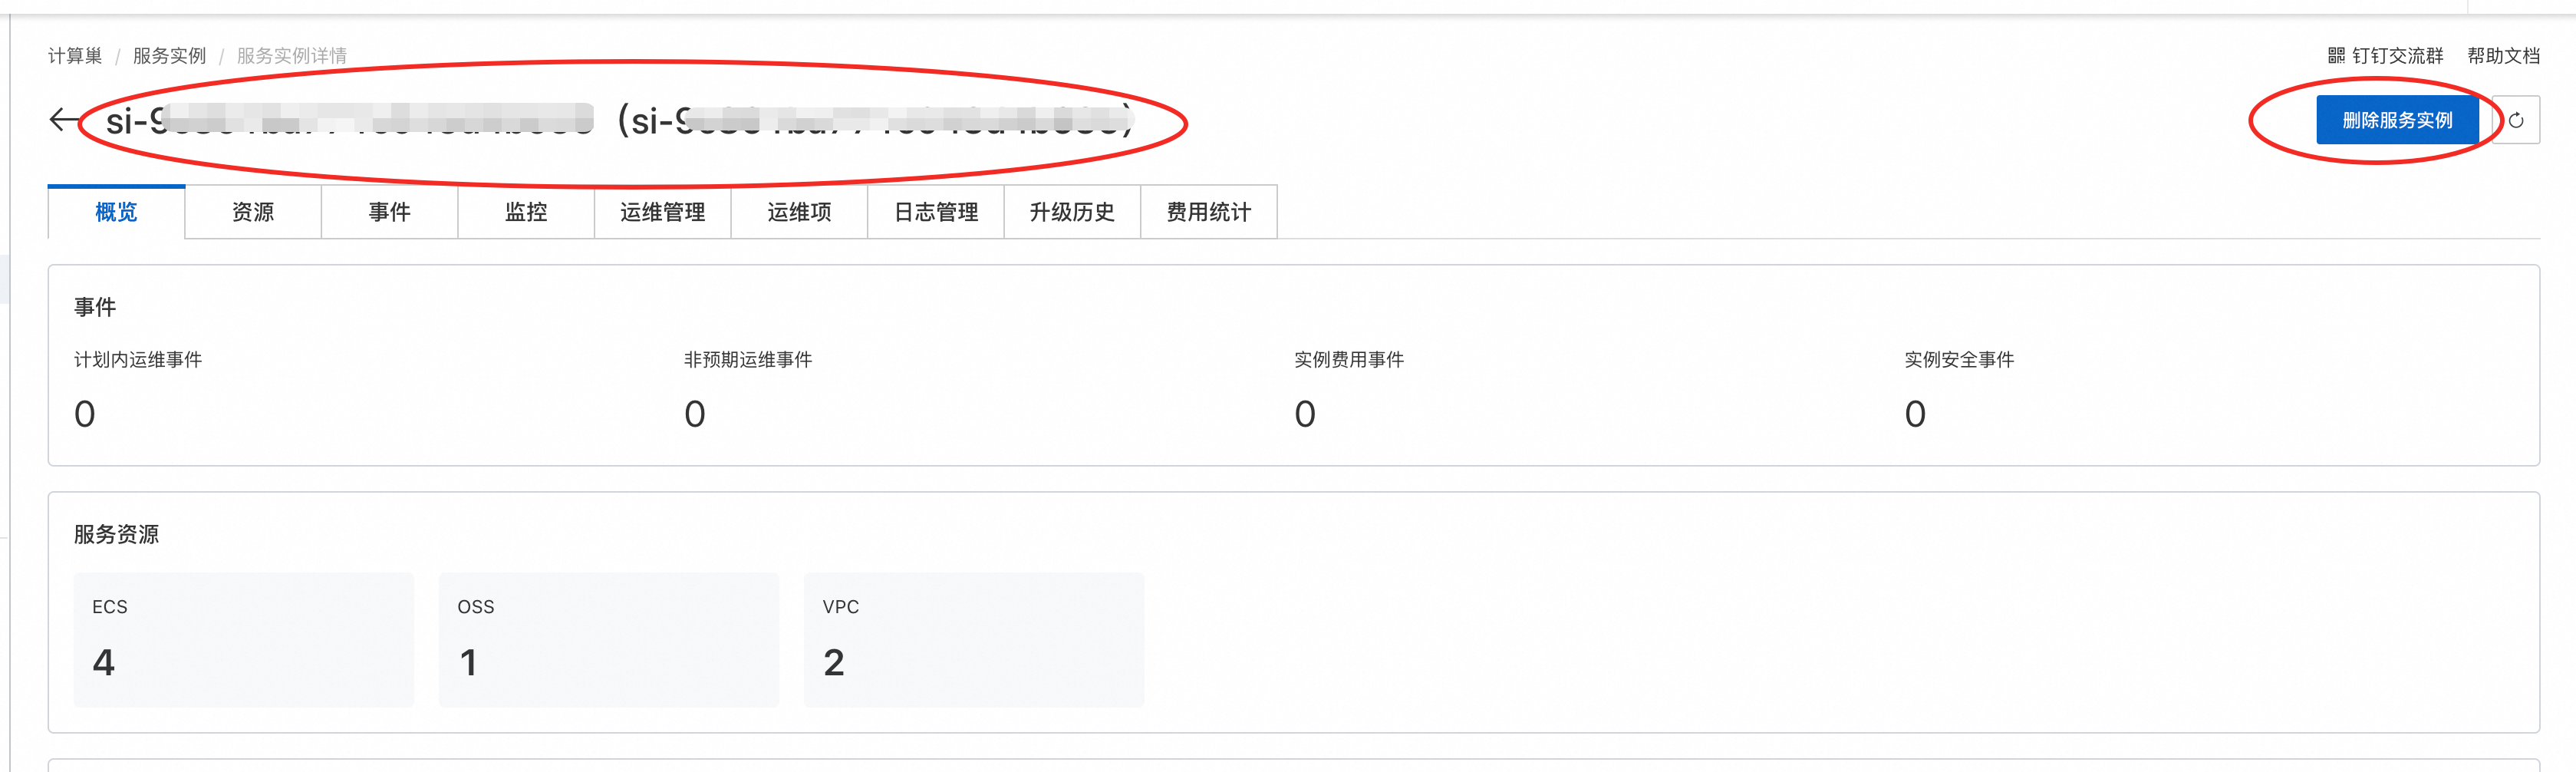 计算巢 / 服务实例 / 服务实例详情
钉钉交流群 帮助文档
si-9 (si-9 )
删除服务实例
概览 资源 事件 监控 运维管理 运维项 日志管理 升级历史 费用统计
事件
计划内运维事件 非预期运维事件 实例费用事件 实例安全事件
0 0 0 0
服务资源
ECS OSS VPC
4 1 2